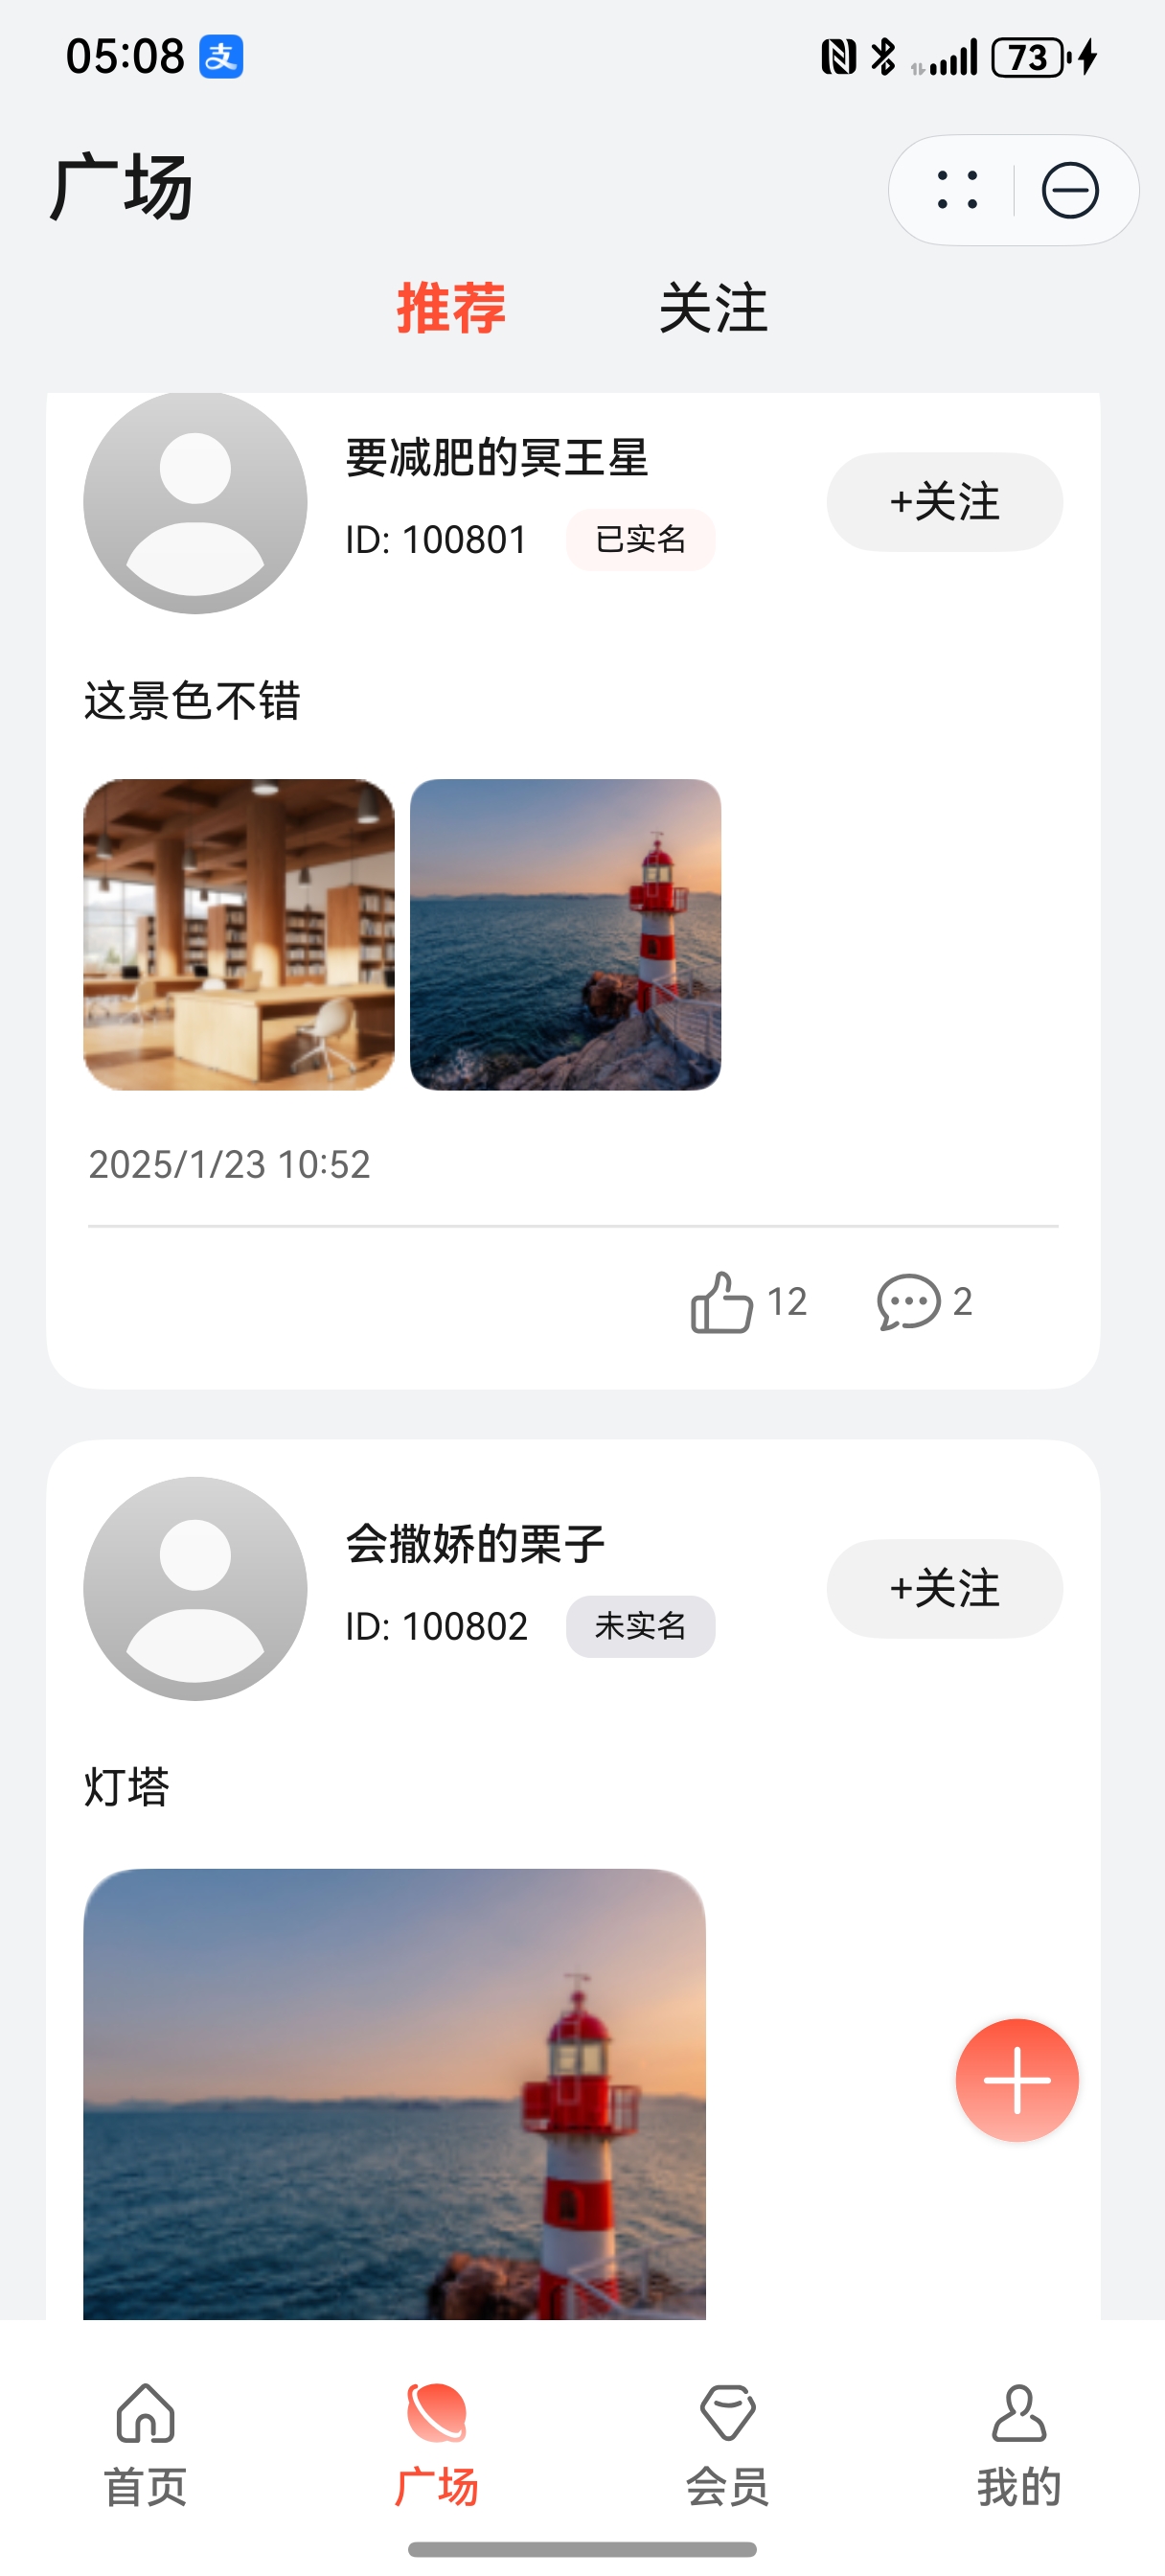 05:08 支 73
广场
推荐 关注
要减肥的冥王星
+关注
ID: 100801 已实名
这景色不错
2025/1/23 10:52
12 2
会撒娇的栗子
+关注
ID: 100802 未实名
灯塔
首页 广场 会员 我的